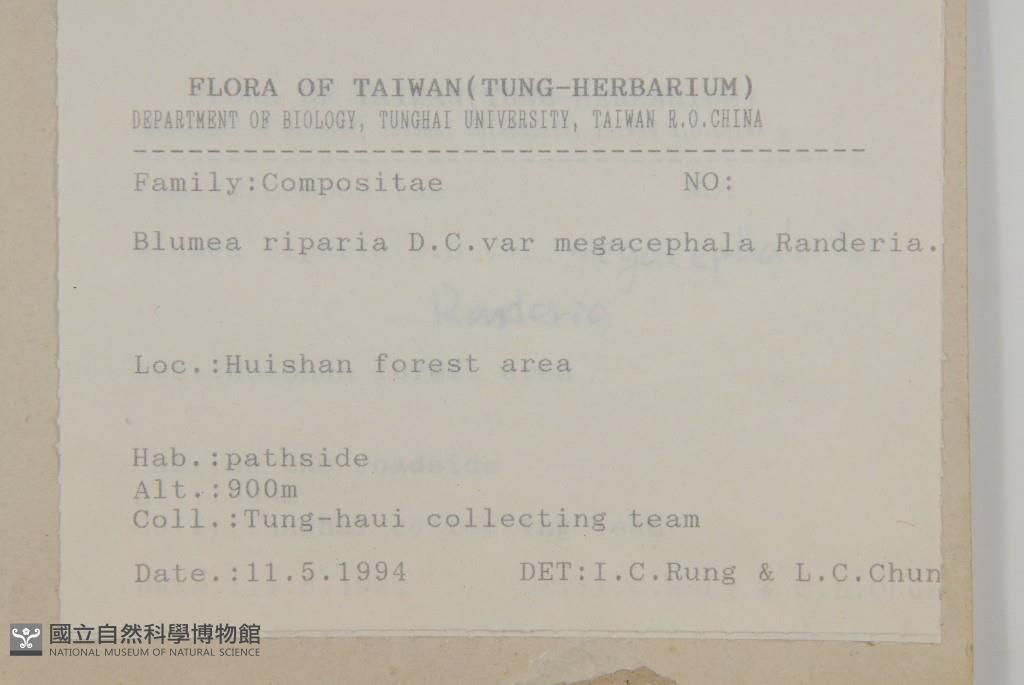 FLORA OF TAIWAN(TUNG-HERBARIUM)
DEPARTMENT OF BIOLOGY, TUNGHAI UNIVERSITY, TAIWAN R.O.CHINA
------------------------------------------------
Family:Compositae NO:
Blumea riparia D.C.var megacephala Randeria.
Randeria
Loc.:Huishan forest area
Hab.:pathside
Alt.:900m
Coll.:Tung-haui collecting team
Date.:11.5.1994 DET:I.C.Rung & L.C.Chun
國立自然科學博物館
NATIONAL MUSEUM OF NATURAL SCIENCE